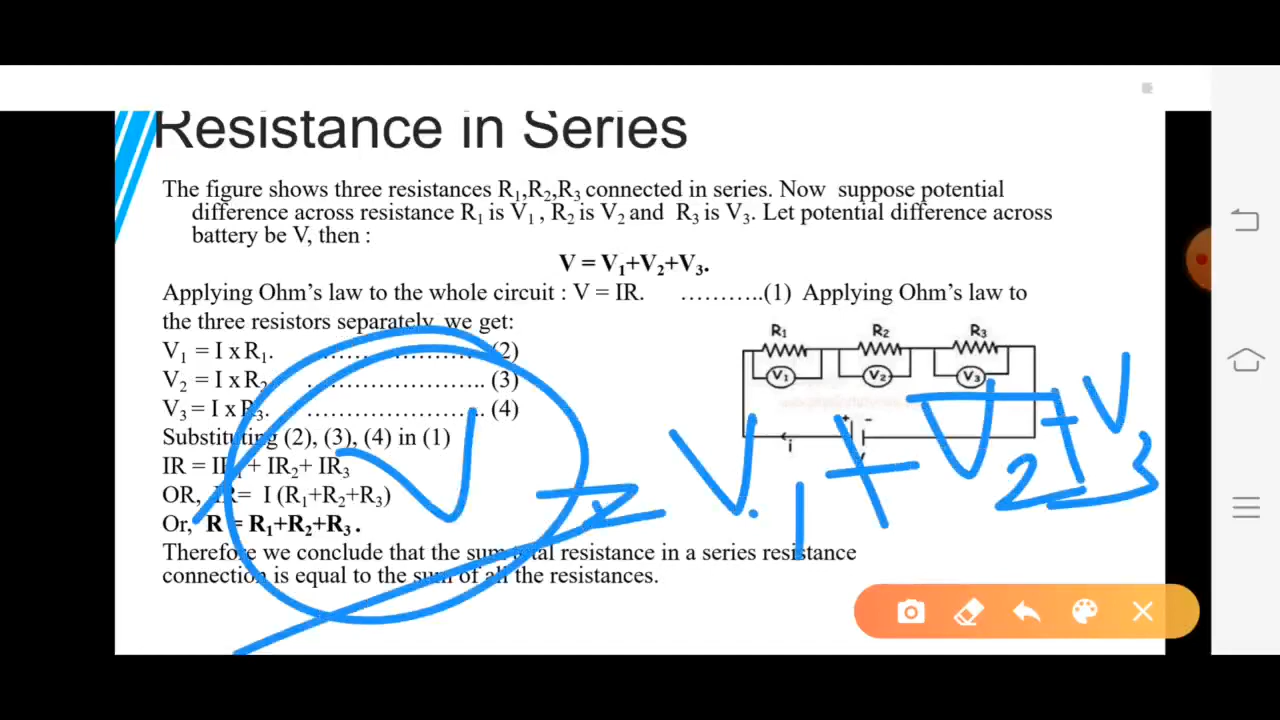 Resistance in Series
The figure shows three resistances R₁,R₂,R₃ connected in series. Now suppose potential
difference across resistance R₁ is V₁ , R₂ is V₂ and R₃ is V₃. Let potential difference across
battery be V, then :
V = V₁+V₂+V₃.
Applying Ohm's law to the whole circuit : V = IR. ………..(1) Applying Ohm's law to
the three resistors separately, we get:
V₁ = I x R₁. ………………….. (2)
V₂ = I x R₂. ………………….. (3)
V₃ = I x R₃. ………………….. (4)
Substituting (2), (3), (4) in (1)
IR = IR₁ + IR₂+ IR₃
OR, IR= I (R₁+R₂+R₃)
Or, R = R₁+R₂+R₃ .
Therefore we conclude that the sum total resistance in a series resistance
connection is equal to the sum of all the resistances.
R₁ R₂ R₃
V₁ V₂ V₃
+ -
i
V = V₁ + V₂ + V₃